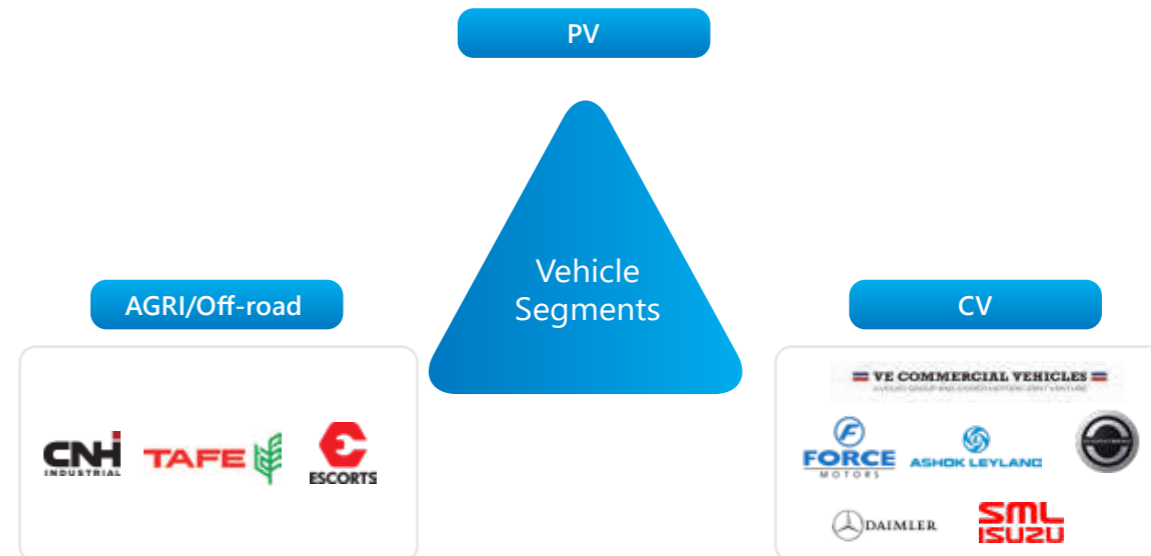 PV
Vehicle
Segments
AGRI/Off-road
CV
CNH
INDUSTRIAL
TAFE
ESCORTS
VE COMMERCIAL VEHICLES
FORCE
MOTORS
ASHOK LEYLAND
DAIMLER
SML
ISUZU